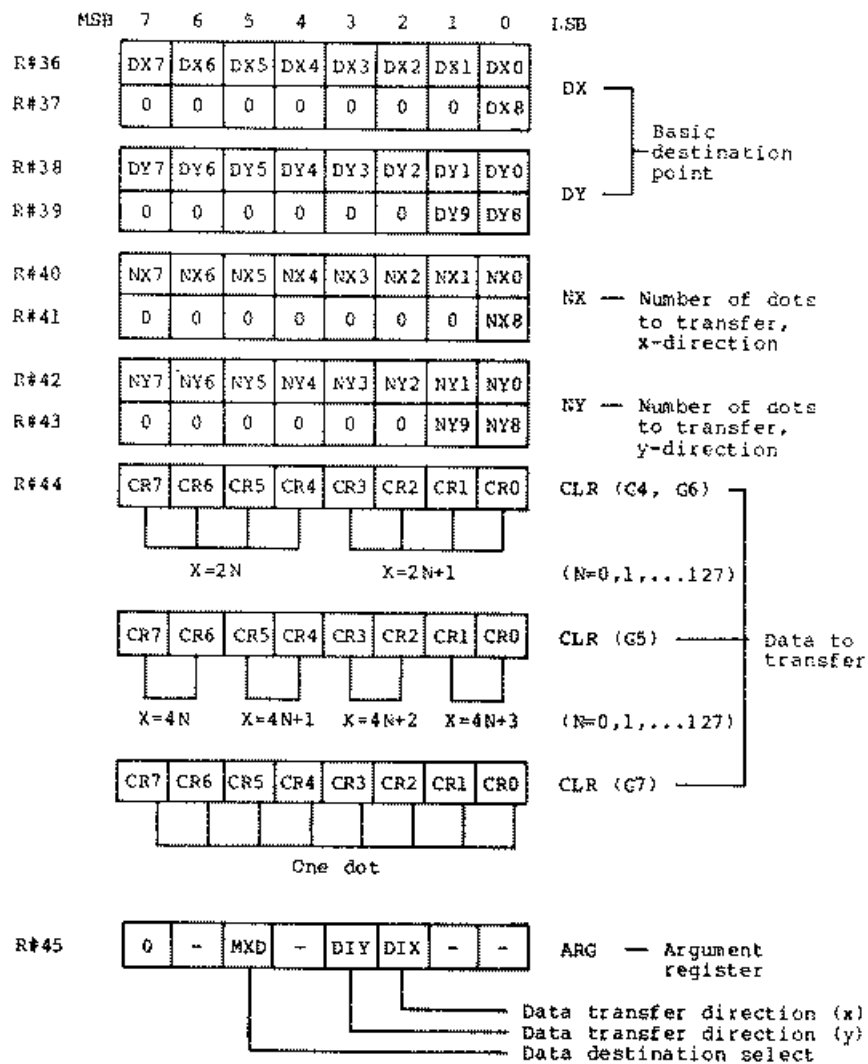 MSB 7 6 5 4 3 2 1 0 LSB
R#36 DX7 DX6 DX5 DX4 DX3 DX2 DX1 DX0 DX
R#37 0 0 0 0 0 0 0 DX8
Basic
destination
point
R#38 DY7 DY6 DY5 DY4 DY3 DY2 DY1 DY0 DY
R#39 0 0 0 0 0 0 DY9 DY8
R#40 NX7 NX6 NX5 NX4 NX3 NX2 NX1 NX0
R#41 0 0 0 0 0 0 0 NX8
NX — Number of dots
to transfer,
x-direction
R#42 NY7 NY6 NY5 NY4 NY3 NY2 NY1 NY0
R#43 0 0 0 0 0 0 NY9 NY8
NY — Number of dots
to transfer,
y-direction
R#44 CR7 CR6 CR5 CR4 CR3 CR2 CR1 CR0 CLR (G4, G6)
X=2N X=2N+1 (N=0,1,...127)
CR7 CR6 CR5 CR4 CR3 CR2 CR1 CR0 CLR (G5)
Data to
transfer
X=4N X=4N+1 X=4N+2 X=4N+3 (N=0,1,...127)
CR7 CR6 CR5 CR4 CR3 CR2 CR1 CR0 CLR (G7)
One dot
R#45 0 - MXD - DIY DIX - - ARG — Argument
register
Data transfer direction (x)
Data transfer direction (y)
Data destination select